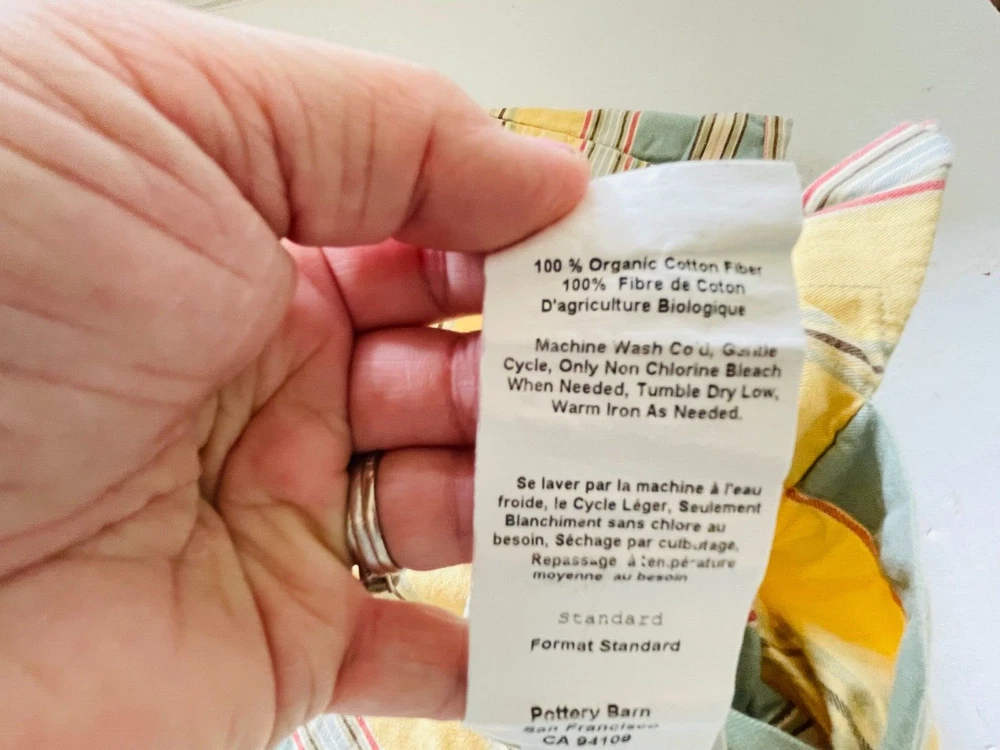 100 % Organic Cotton Fiber
100% Fibre de Coton
D'agriculture Biologique
Machine Wash Cold, Gentle
Cycle, Only Non Chlorine Bleach
When Needed, Tumble Dry Low,
Warm Iron As Needed.
Se laver par la machine à l'eau
froide, le Cycle Léger, Seulement
Blanchiment sans chlore au
besoin, Séchage par culbutage,
Repassage à température
moyenne au besoin
Standard
Format Standard
Pottery Barn
San Francisco
CA 94109